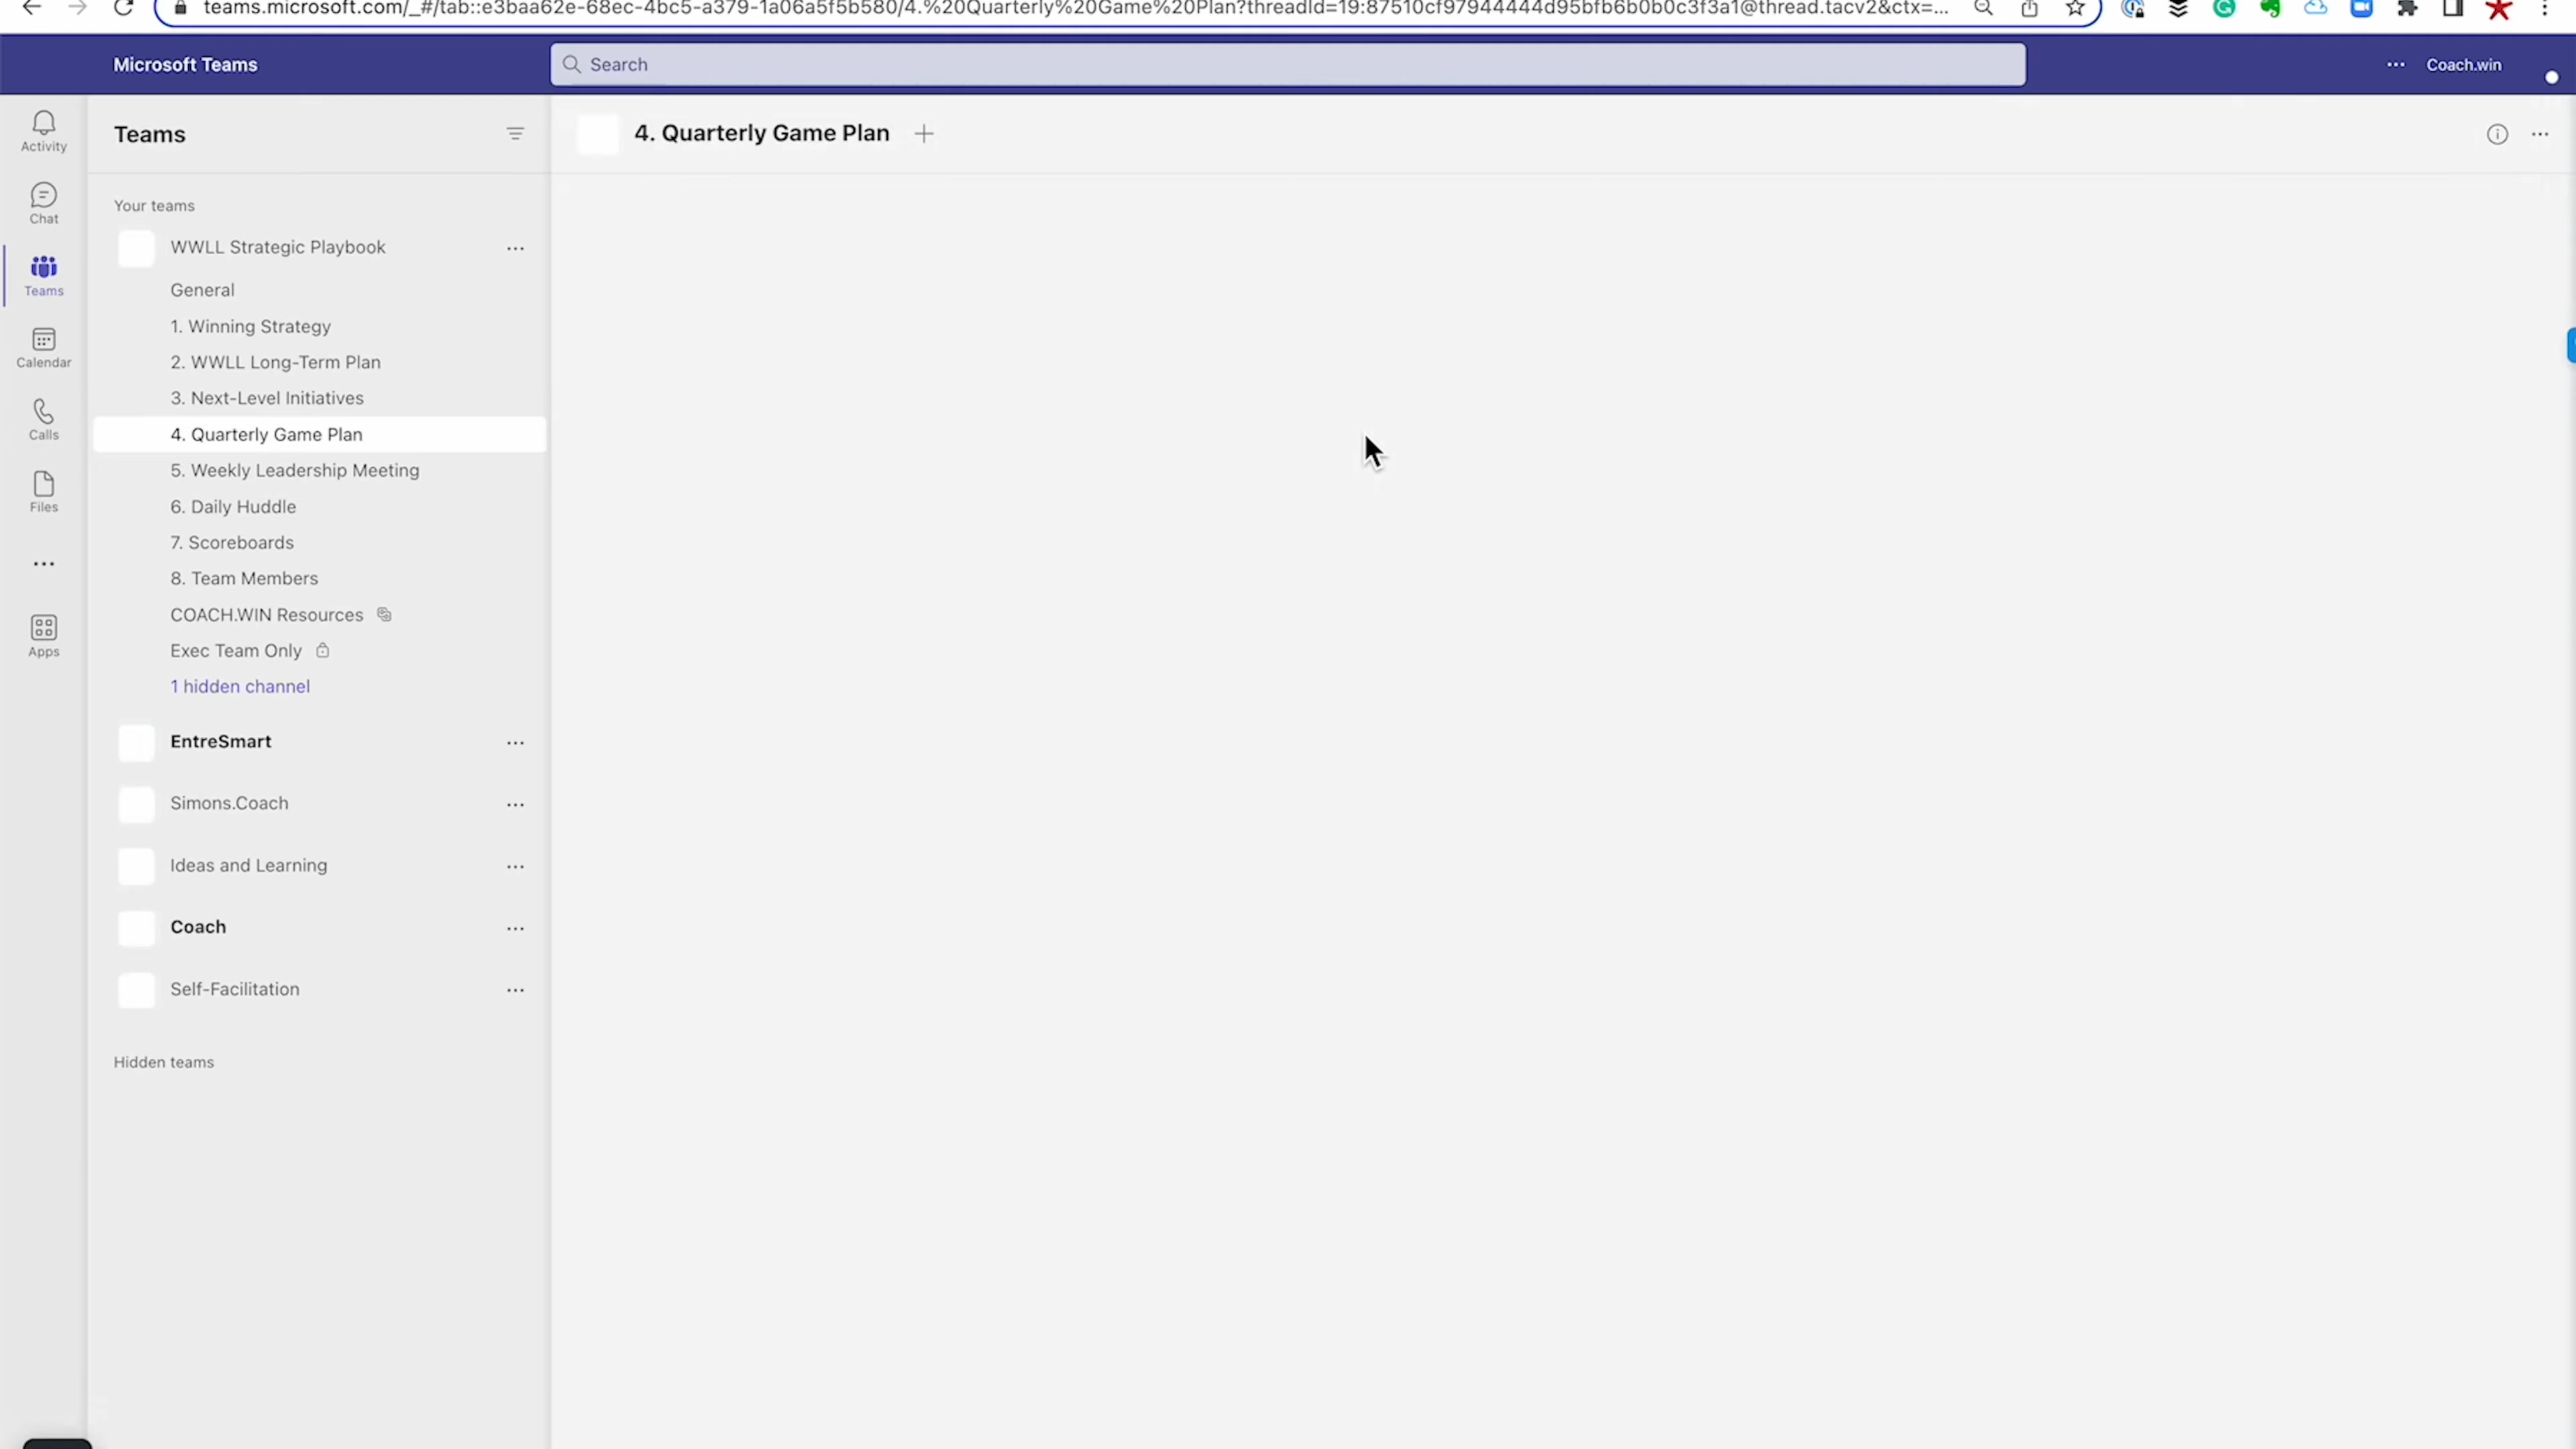 teams.microsoft.com/_#/tab::e3baa62e-68ec-4bc5-a379-1a06a5f5b580/4.%20Quarterly%20Game%20Plan?threadId=19:87510cf97944444d95bfb6b0b0c3f3a1@thread.tacv2&ctx=...
Microsoft Teams
Search
Coach.win
Activity
Chat
Teams
Calendar
Calls
Files
Apps
Teams
Your teams
WWLL Strategic Playbook
General
1. Winning Strategy
2. WWLL Long-Term Plan
3. Next-Level Initiatives
4. Quarterly Game Plan
5. Weekly Leadership Meeting
6. Daily Huddle
7. Scoreboards
8. Team Members
COACH.WIN Resources
Exec Team Only
1 hidden channel
EntreSmart
Simons.Coach
Ideas and Learning
Coach
Self-Facilitation
Hidden teams
4. Quarterly Game Plan